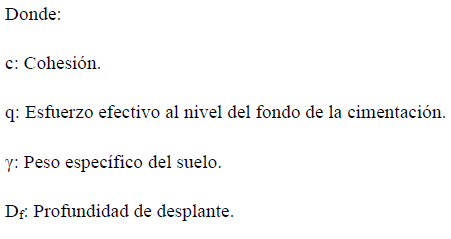 Donde:
c: Cohesión.
q: Esfuerzo efectivo al nivel del fondo de la cimentación.
γ: Peso específico del suelo.
Df: Profundidad de desplante.